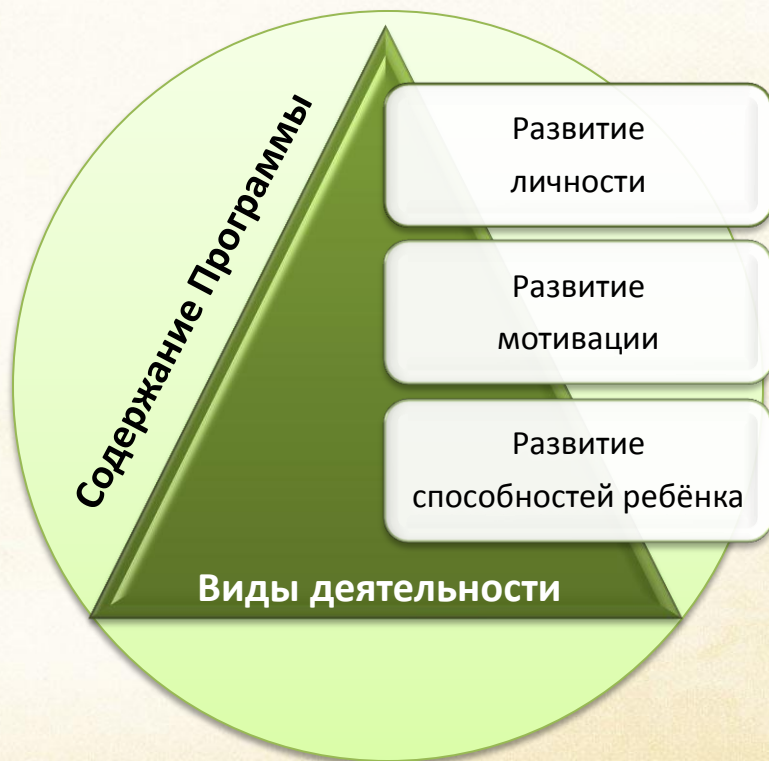 Содержание Программы
Развитие
личности
Развитие
мотивации
Развитие
способностей ребёнка
Виды деятельности